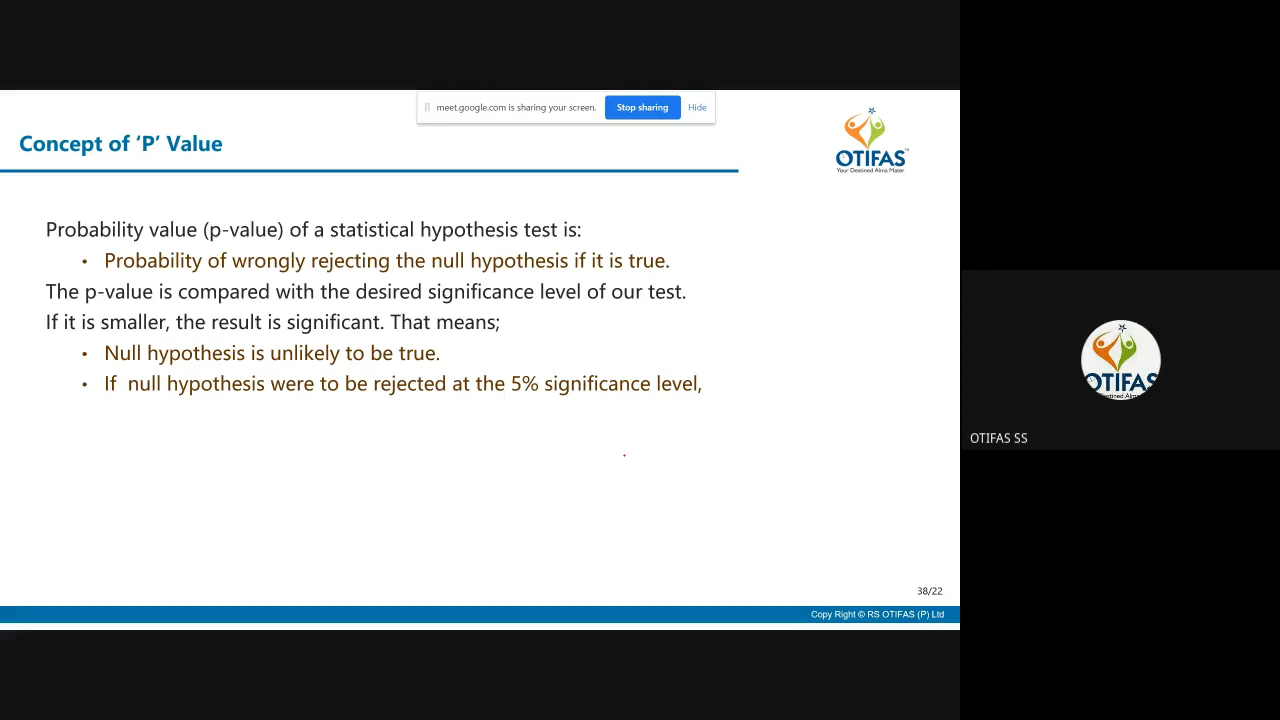 meet.google.com is sharing your screen. Stop sharing Hide
Concept of ‘P’ Value
OTIFAS™
Your Destined Alma Mater
Probability value (p-value) of a statistical hypothesis test is:
• Probability of wrongly rejecting the null hypothesis if it is true.
The p-value is compared with the desired significance level of our test.
If it is smaller, the result is significant. That means;
• Null hypothesis is unlikely to be true.
• If null hypothesis were to be rejected at the 5% significance level,
OTIFAS
Destined Alma
OTIFAS SS
38/22
Copy Right © RS OTIFAS (P) Ltd